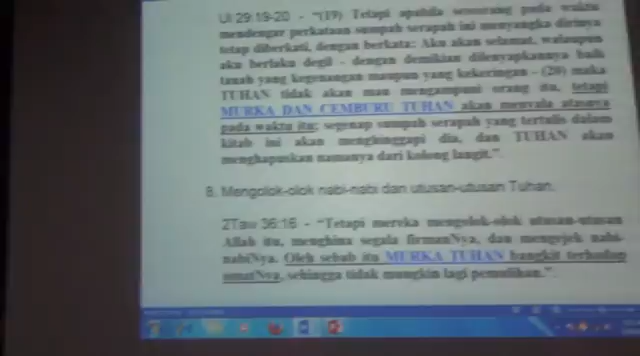 Ul 29:19-20 - "(19) Tetapi apabila seseorang pada waktu
mendengar perkataan sumpah serapah ini menyangka dirinya
tetap diberkati, dengan berkata: Aku akan selamat, walaupun
aku berlaku degil - dengan demikian dilenyapkannya baik
tanah yang kegenangan maupun yang kekeringan - (20) maka
TUHAN tidak akan mau mengampuni orang itu, tetapi
MURKA DAN CEMBURU TUHAN akan menyala atasnya
pada waktu itu; segenap sumpah serapah yang tertulis dalam
kitab ini akan menghinggapi dia, dan TUHAN akan
menghapuskan namanya dari kolong langit."
8. Mengolok-olok nabi-nabi dan utusan-utusan Tuhan.
2Taw 36:16 - "Tetapi mereka mengolok-olok utusan-utusan
Allah itu, menghina segala firmanNya, dan mengejek nabi-
nabiNya. Oleh sebab itu MURKA TUHAN bangkit terhadap
umatNya, sehingga tidak mungkin lagi pemulihan."